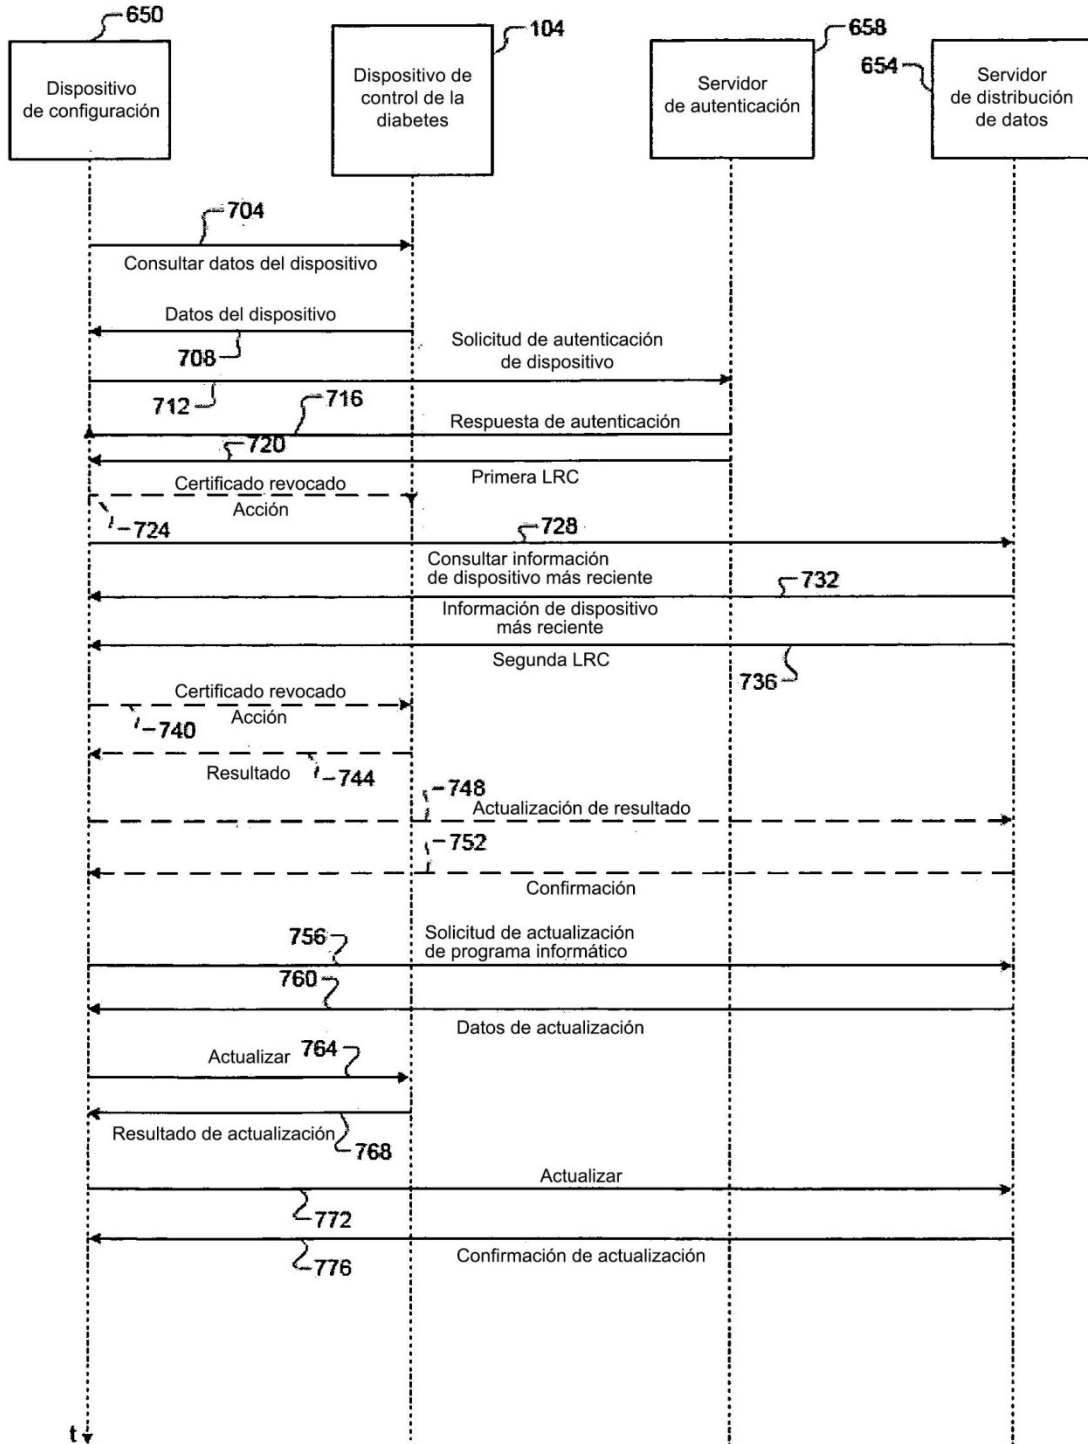 650
104
658
654
Dispositivo
de configuración
Dispositivo de
control de la
diabetes
Servidor
de autenticación
Servidor
de distribución
de datos
704
Consultar datos del dispositivo
Datos del dispositivo
708
Solicitud de autenticación
de dispositivo
712
716
Respuesta de autenticación
720
Primera LRC
Certificado revocado
Acción
724
728
Consultar información
de dispositivo más reciente
732
Información de dispositivo
más reciente
Segunda LRC
736
Certificado revocado
Acción
740
Resultado
744
748
Actualización de resultado
752
Confirmación
Solicitud de actualización
de programa informático
756
760
Datos de actualización
Actualizar
764
Resultado de actualización
768
Actualizar
772
Confirmación de actualización
776
t